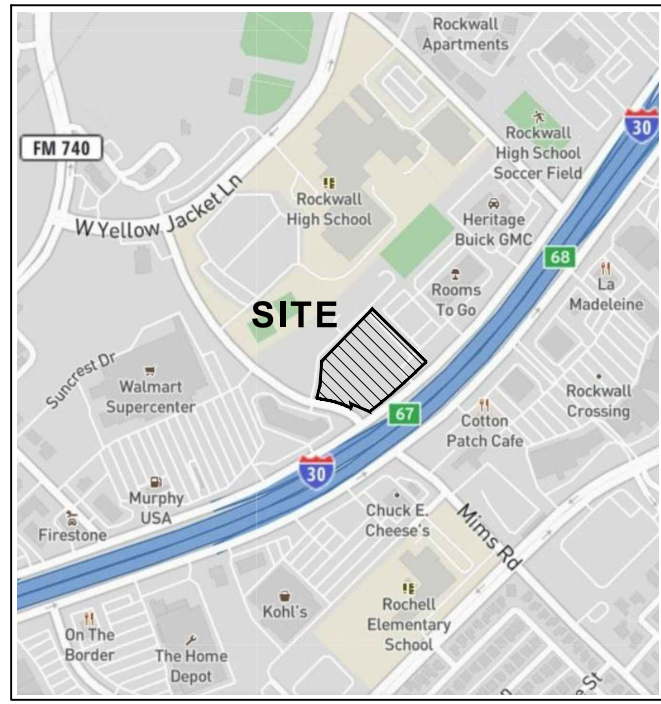 Rockwall
Apartments
30
Rockwall
High School
Soccer Field
FM 740
Rockwall
High School
W Yellow Jacket Ln
Heritage
Buick GMC
68
La
Madeleine
Rooms
To Go
SITE
Suncrest Dr
Walmart
Supercenter
Rockwall
Crossing
67
Cotton
Patch Cafe
30
Murphy
USA
Firestone
Chuck E.
Cheese's
Mims Rd
Kohl's
Rochell
Elementary
School
On The
Border
The Home
Depot
e St